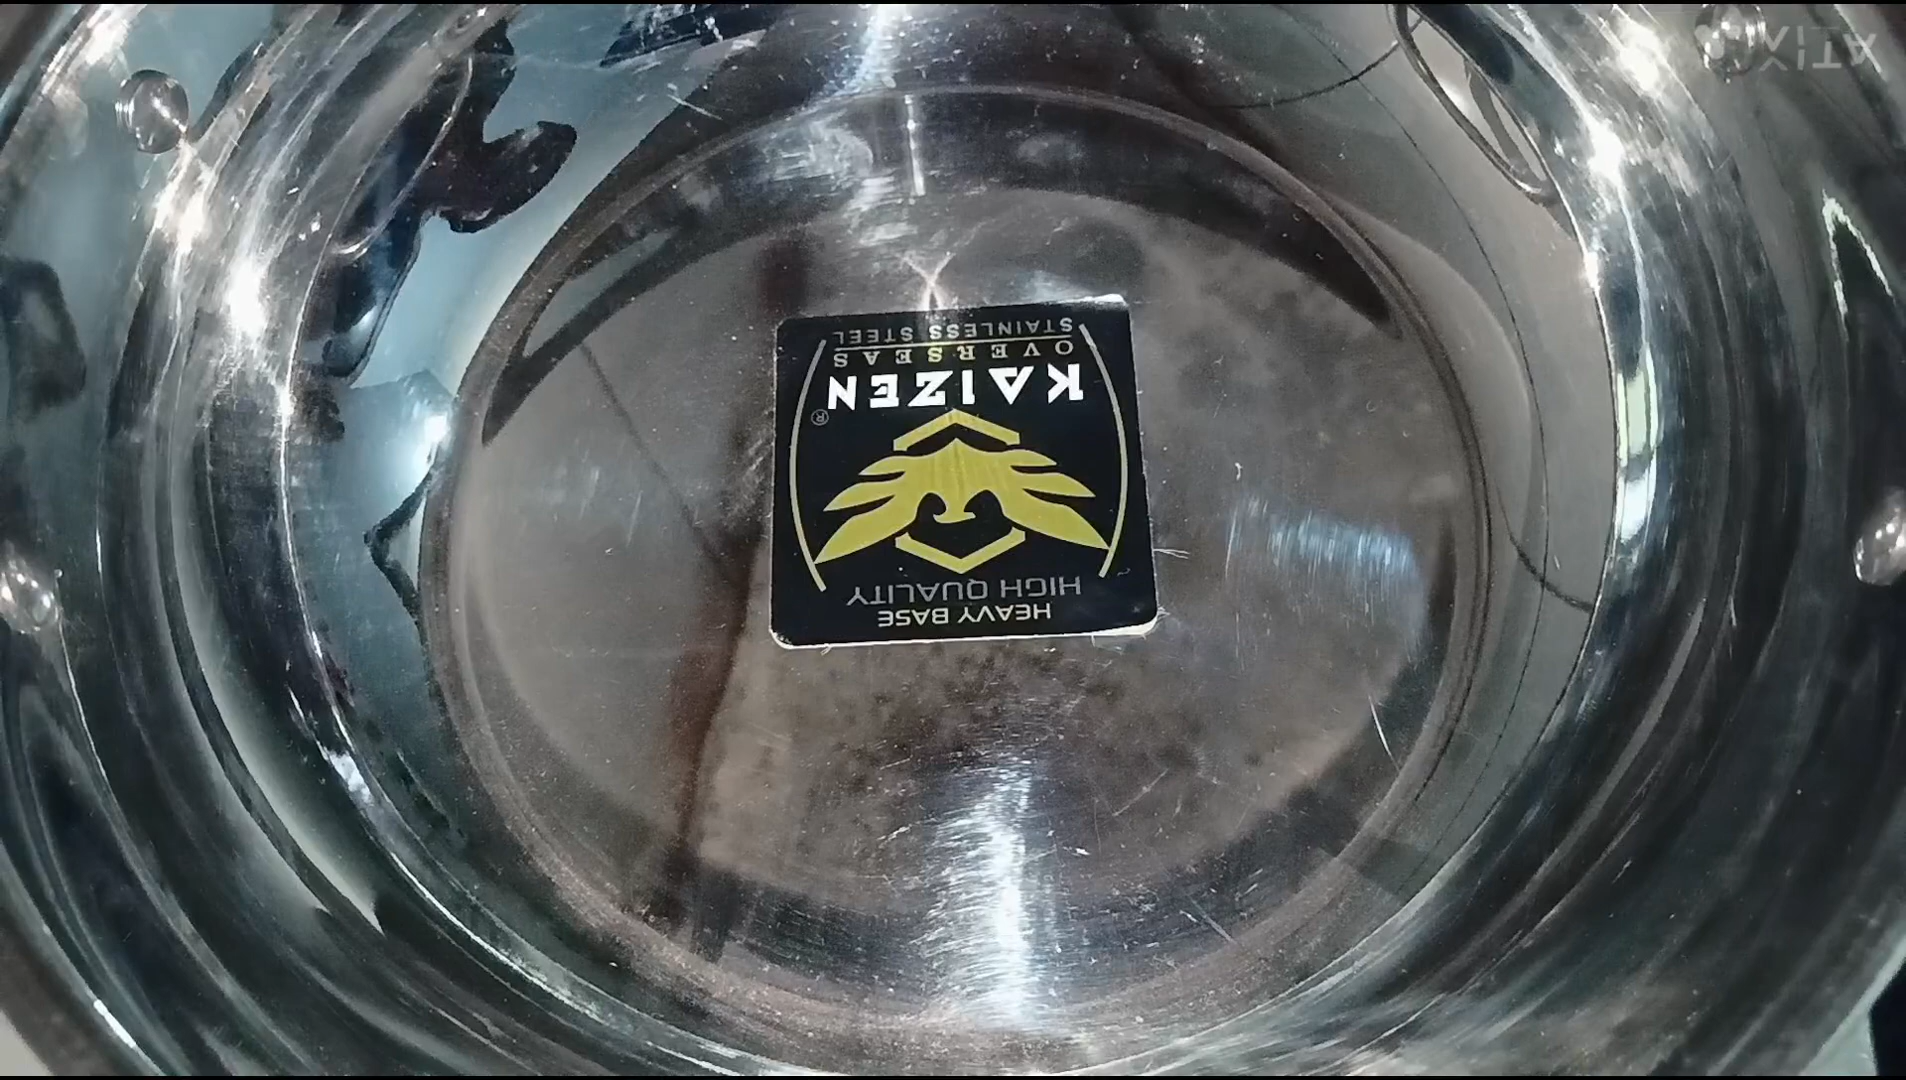 HEAVY BASE
HIGH QUALITY
KAIZEN ®
OVERSEAS
STAINLESS STEEL